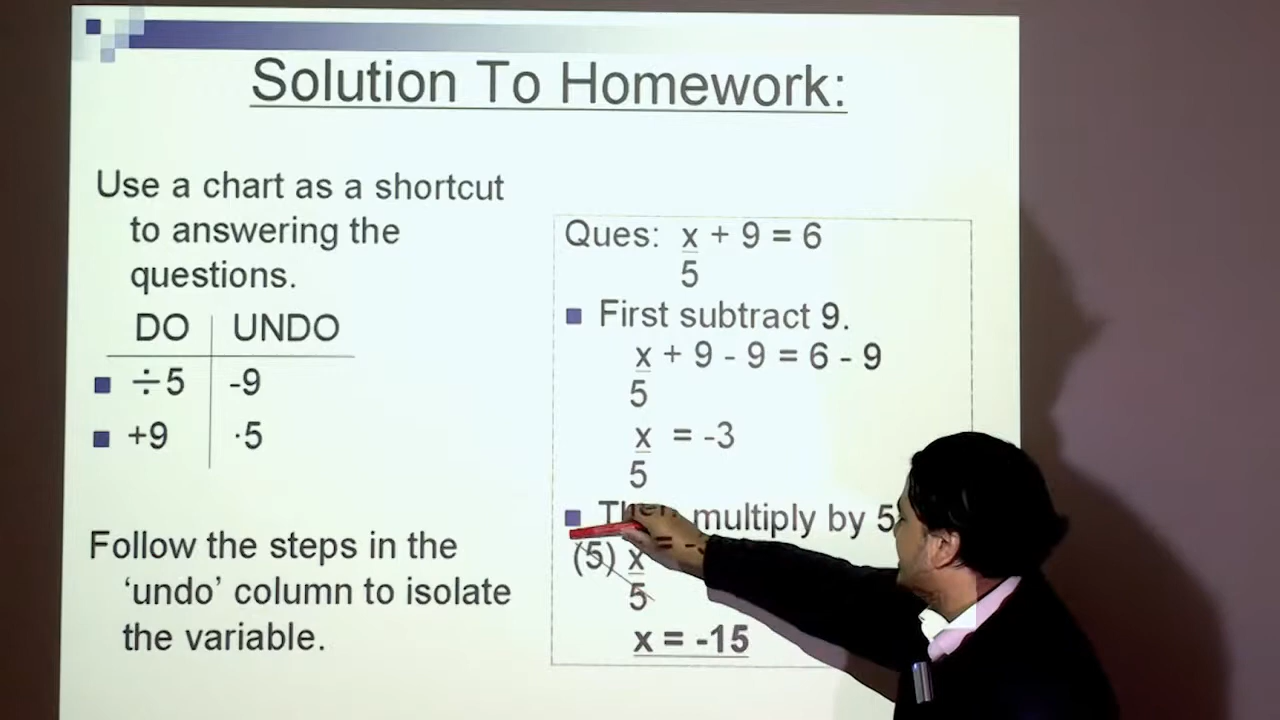 Solution To Homework:
Use a chart as a shortcut
to answering the
questions.
DO UNDO
÷5 -9
+9 ·5
Follow the steps in the
‘undo’ column to isolate
the variable.
Ques: x + 9 = 6
5
First subtract 9.
x + 9 - 9 = 6 - 9
5
x = -3
5
Then multiply by 5
(5) x = -
5
x = -15